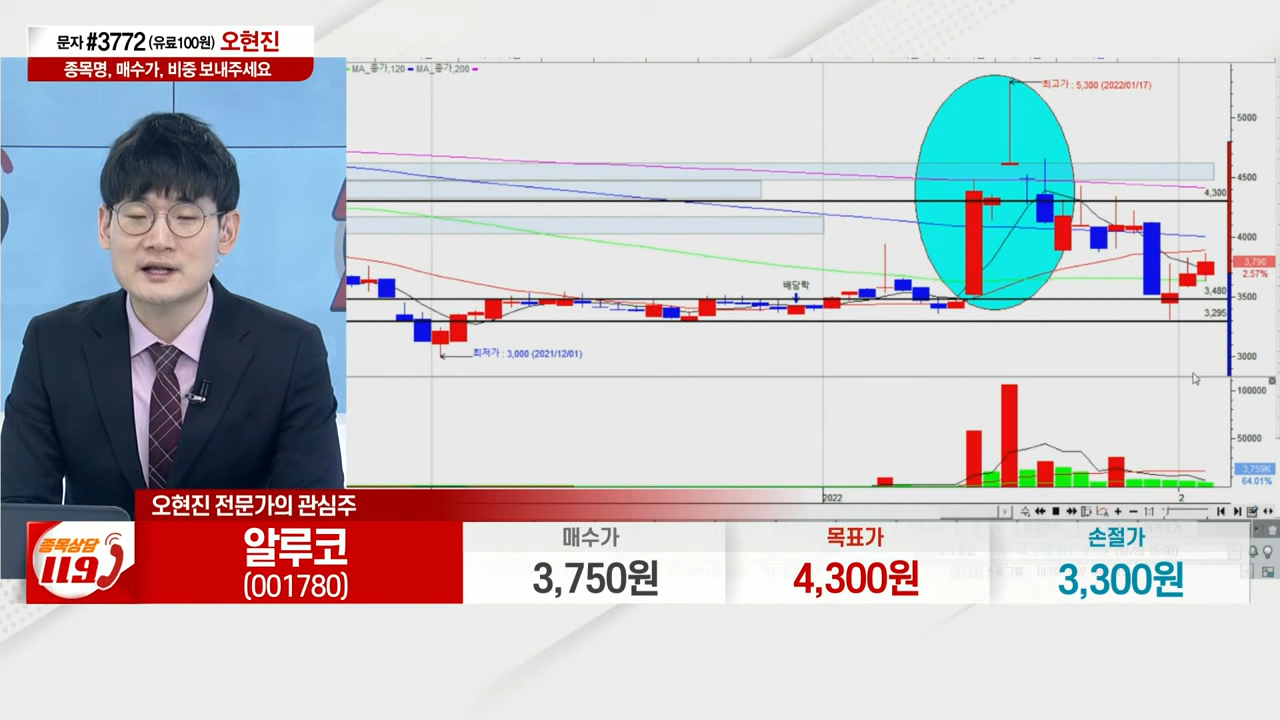 문자 #3772 (유료100원) 오현진
종목명, 매수가, 비중 보내주세요
MA_종가,120 MA_종가,200
최고가 : 5,300 (2022/01/17)
5000
4500
4,300
4000
3,790
2.57%
배당락
3500
3,480
3,295
최저가 : 3,000 (2021/12/01)
3000
100000
50000
3,759K
64.01%
2022
2
1:1
오현진 전문가의 관심주
종목상담
119
알루코
(001780)
매수가
3,750원
목표가
4,300원
손절가
3,300원